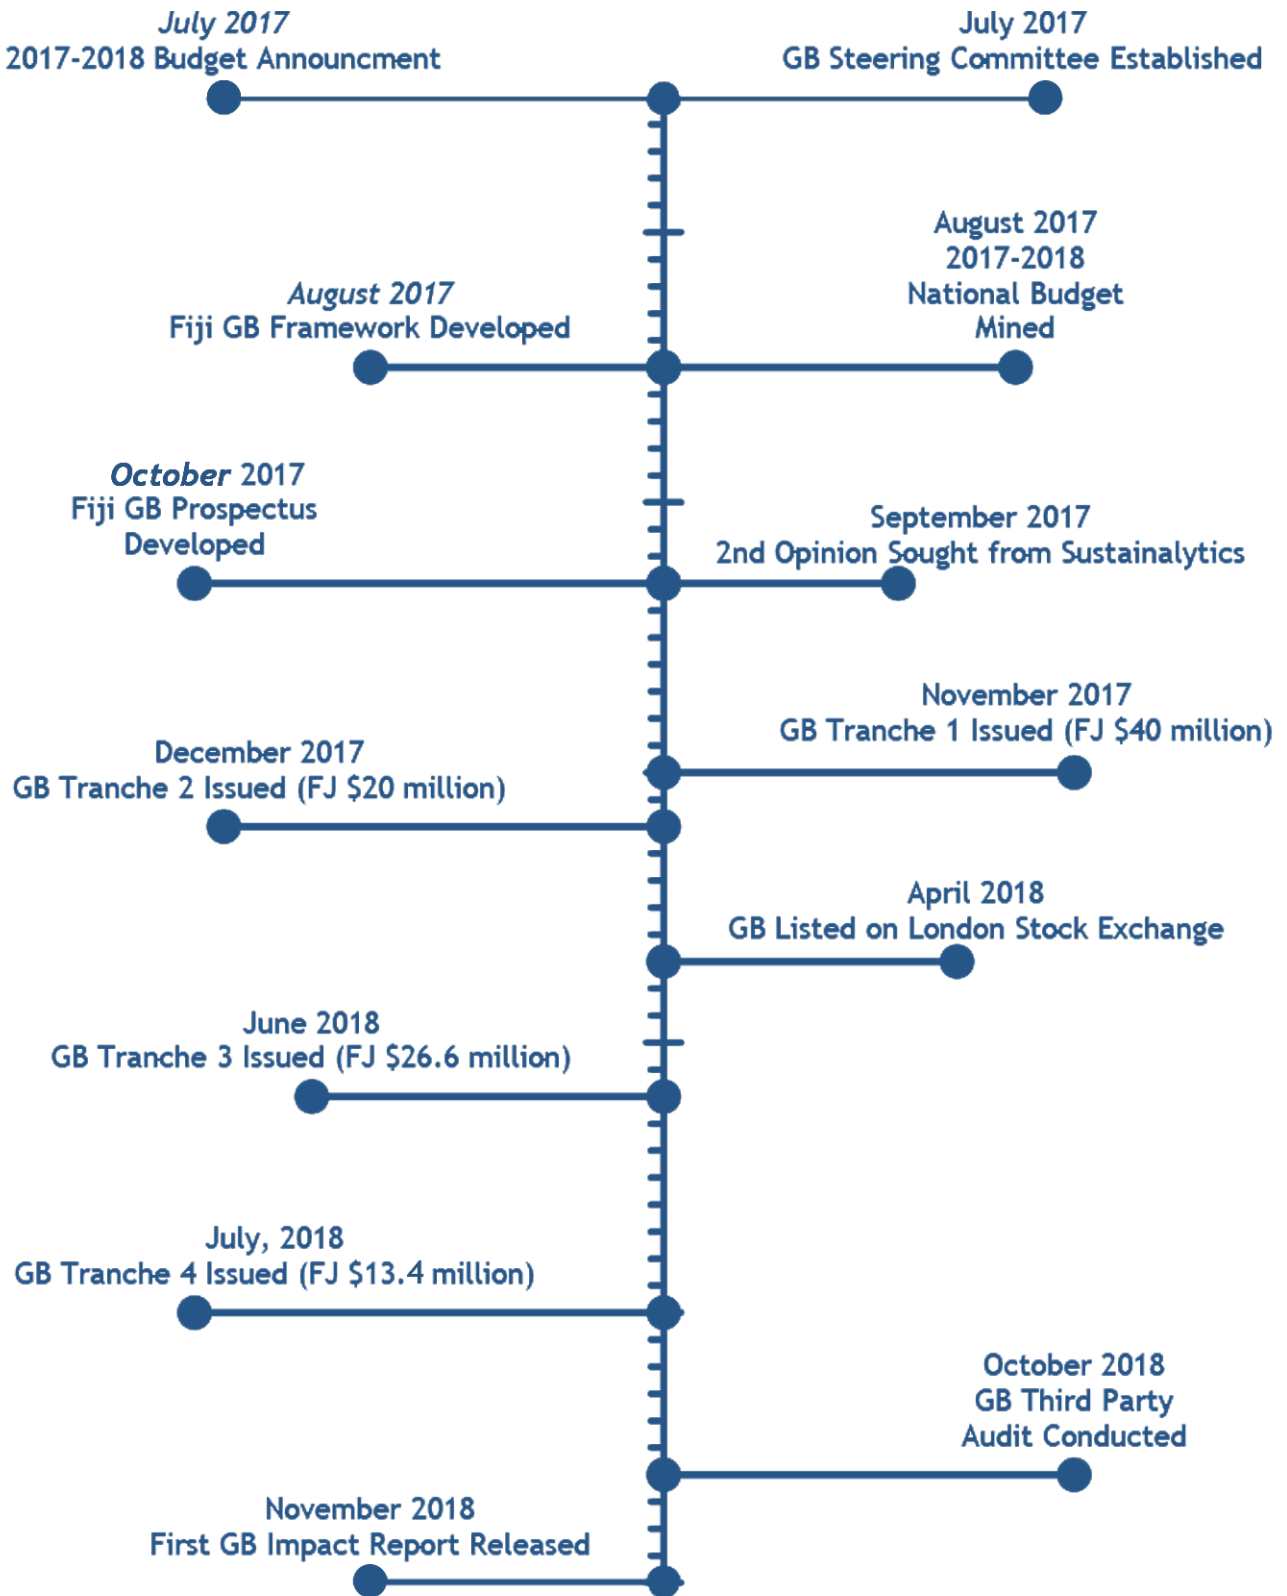 July 2017
2017-2018 Budget Announcment
July 2017
GB Steering Committee Established
August 2017
2017-2018
National Budget
Mined
August 2017
Fiji GB Framework Developed
October 2017
Fiji GB Prospectus
Developed
September 2017
2nd Opinion Sought from Sustainalytics
November 2017
GB Tranche 1 Issued (FJ $40 million)
December 2017
GB Tranche 2 Issued (FJ $20 million)
April 2018
GB Listed on London Stock Exchange
June 2018
GB Tranche 3 Issued (FJ $26.6 million)
July, 2018
GB Tranche 4 Issued (FJ $13.4 million)
October 2018
GB Third Party
Audit Conducted
November 2018
First GB Impact Report Released